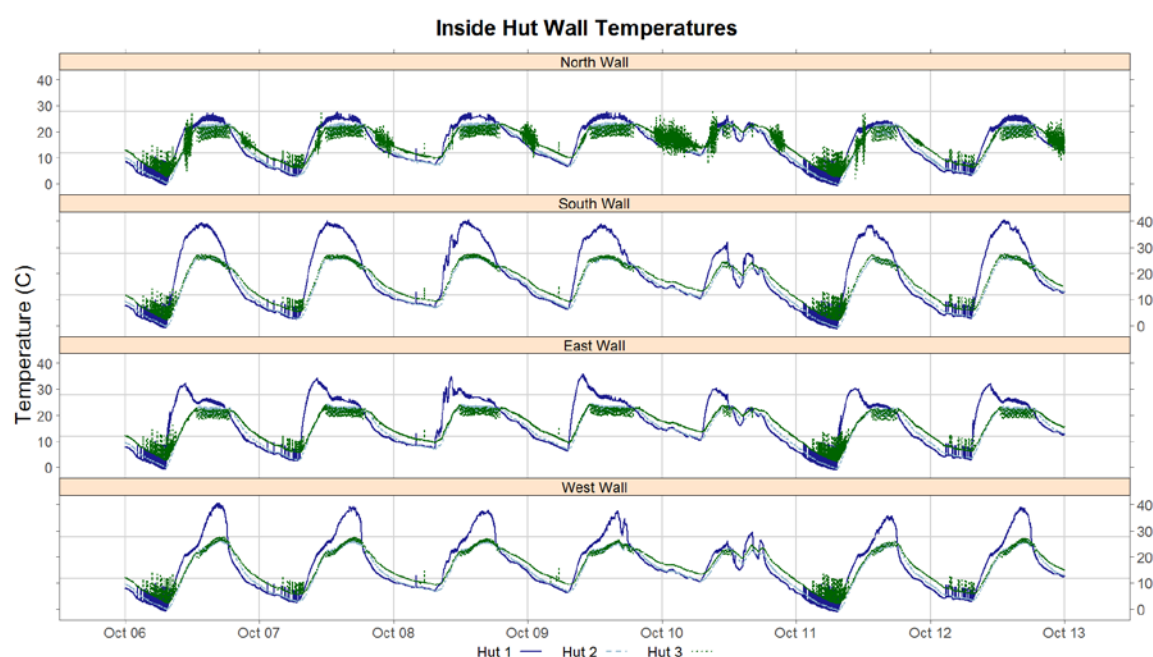 Inside Hut Wall Temperatures
North Wall
40
30
20
10
0
South Wall
40
30
20
10
0
East Wall
40
30
20
10
0
West Wall
40
30
20
10
0
Temperature (C)
Oct 06 Oct 07 Oct 08 Oct 09 Oct 10 Oct 11 Oct 12 Oct 13
Hut 1 Hut 2 Hut 3